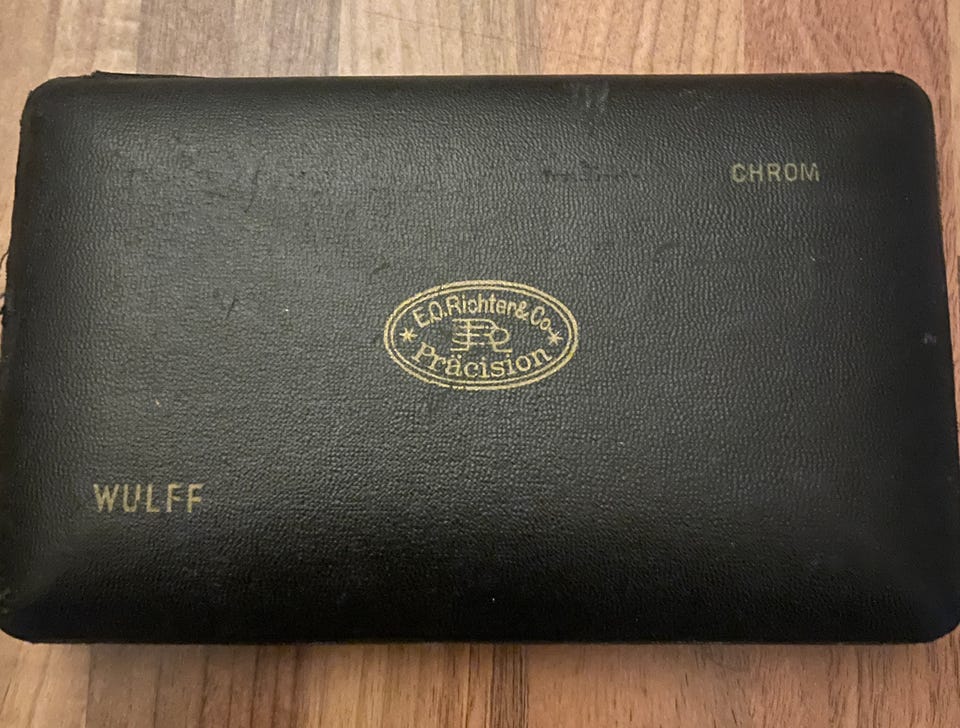 CHROM
E.O.Richter&Co.
Präcision
WULFF